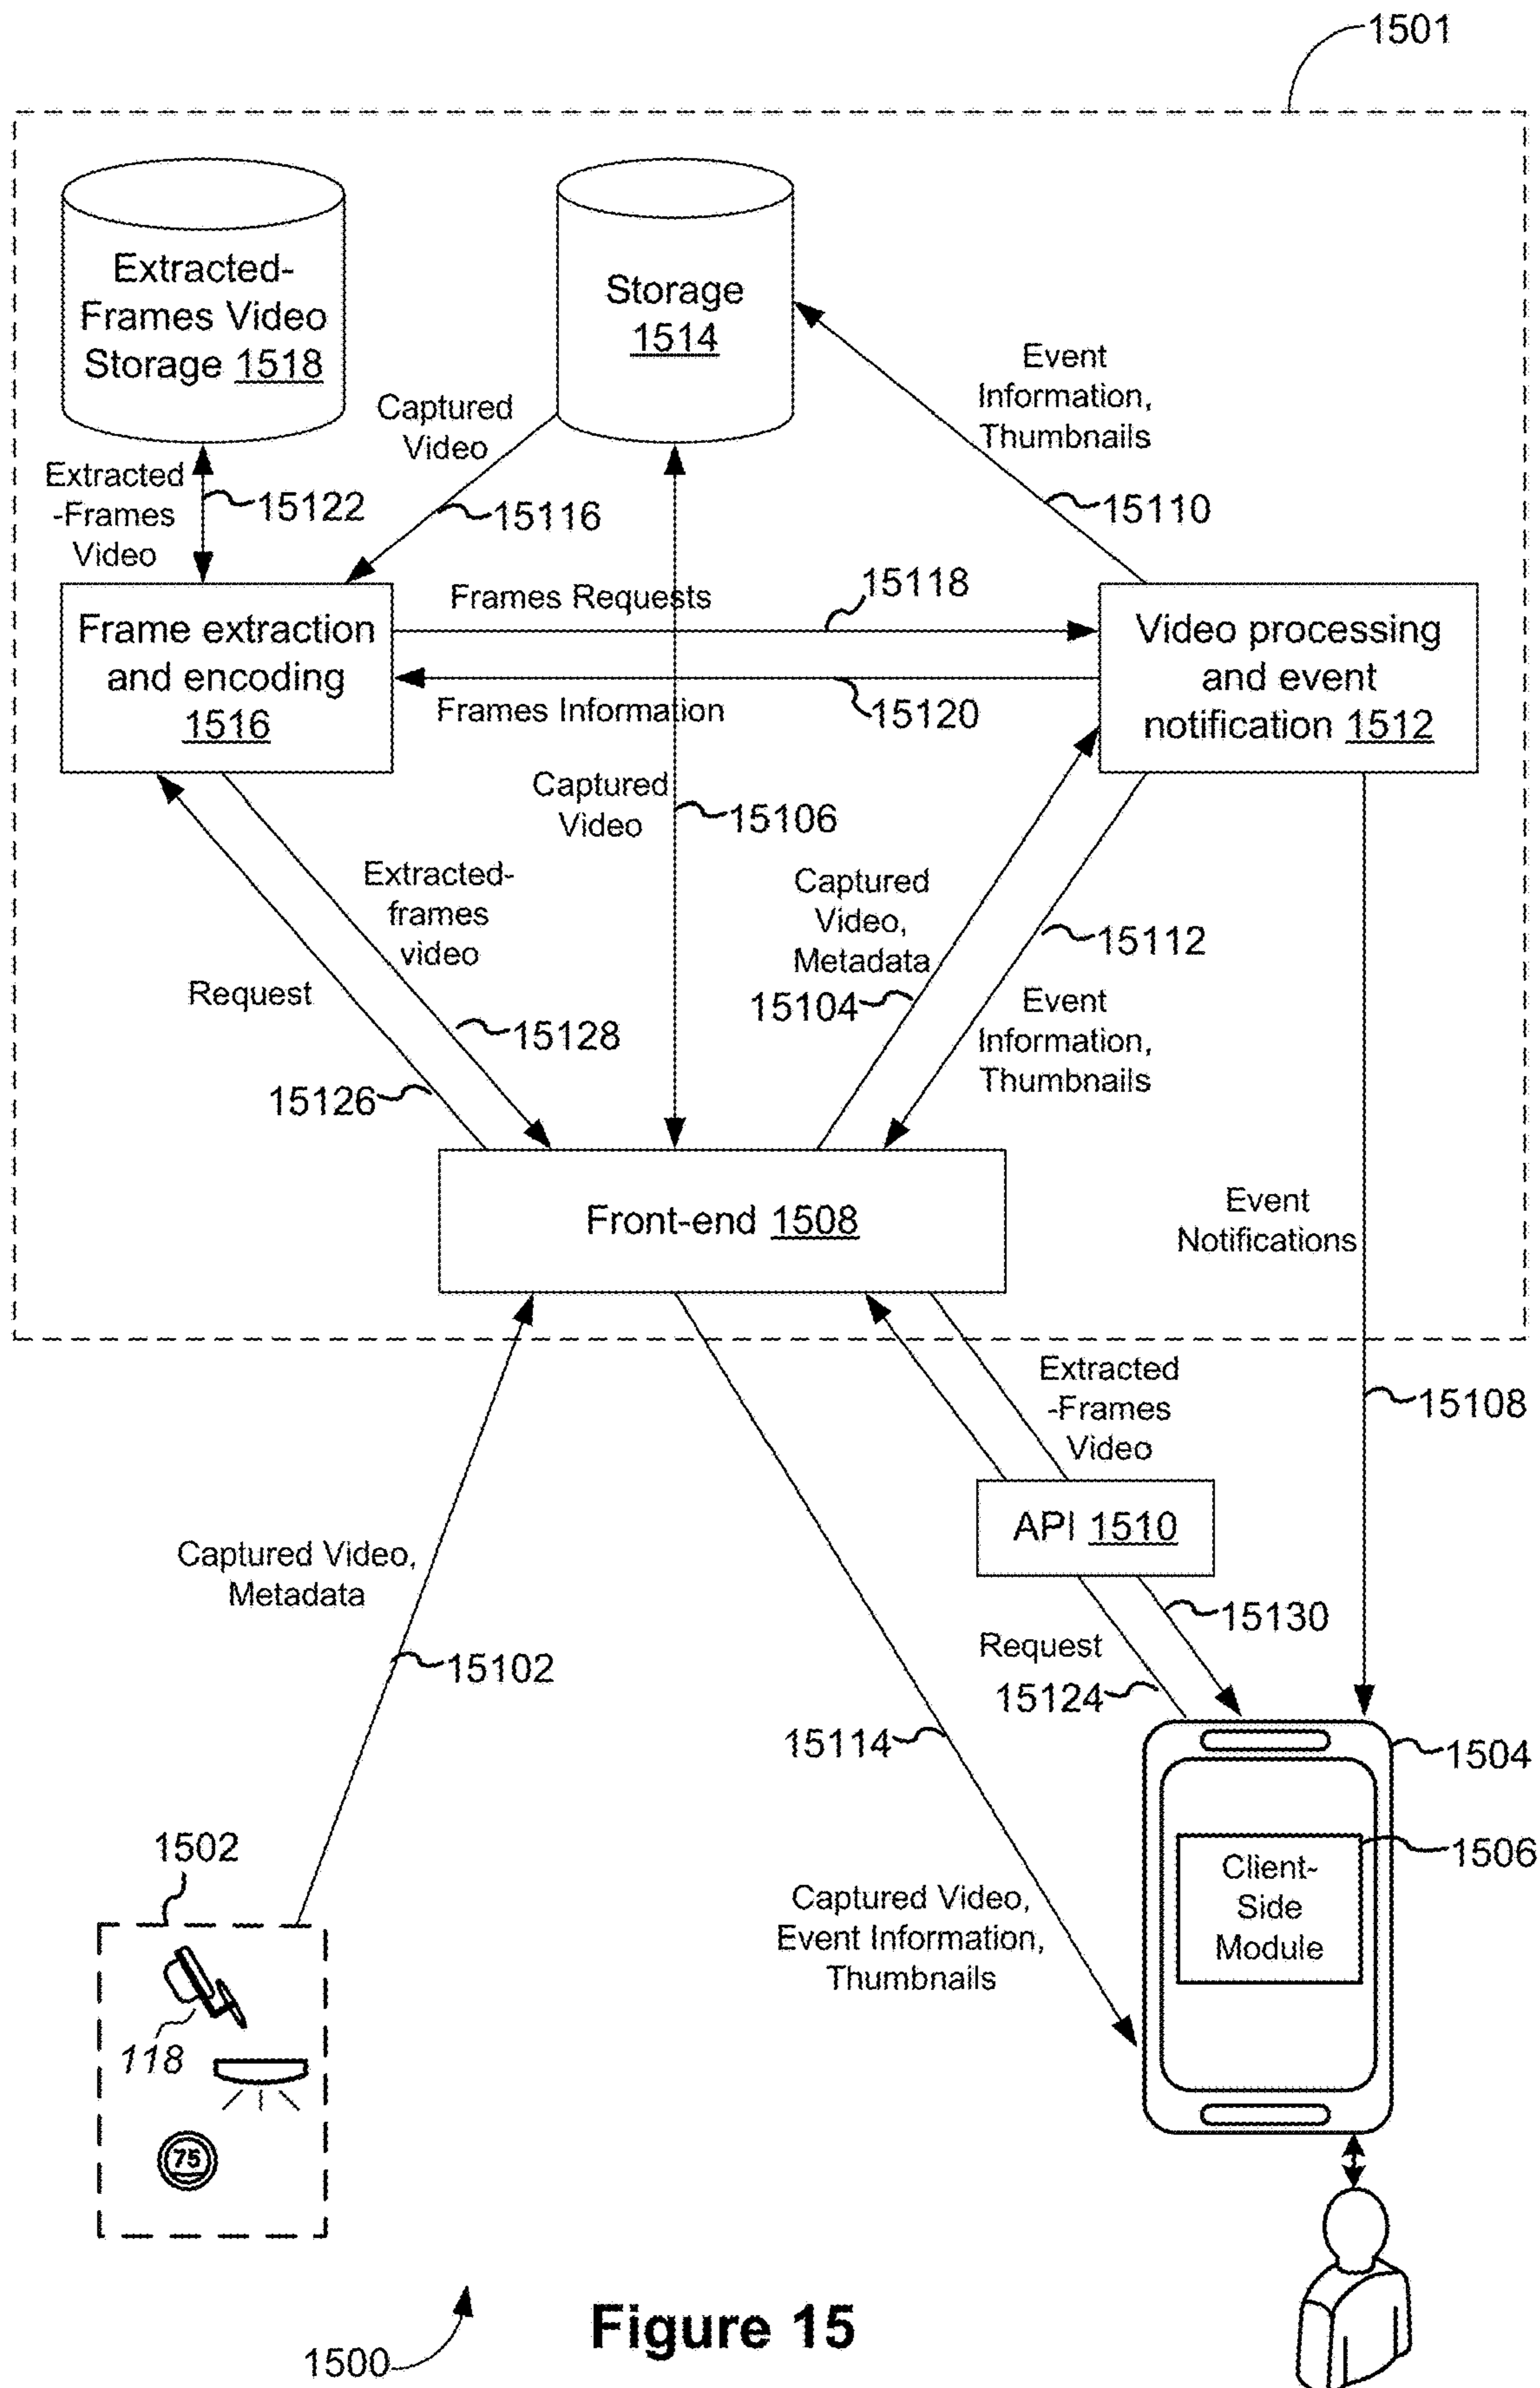 1501
Extracted-
Frames Video
Storage 1518
Storage
1514
Event
Information,
Thumbnails
Captured
Video
Extracted
-Frames
Video
15122
15116
15110
Frames Requests
15118
Frame extraction
and encoding
1516
Video processing
and event
notification 1512
Frames Information
15120
Captured
Video
15106
Extracted-
frames
video
Captured
Video,
Metadata
15104
15112
Request
15128
Event
Information,
Thumbnails
15126
Front-end 1508
Event
Notifications
Extracted
-Frames
Video
15108
API 1510
Captured Video,
Metadata
15102
15130
Request
15124
15114
1504
1502
1506
Client-
Side
Module
Captured Video,
Event Information,
Thumbnails
118
75
Figure 15
1500